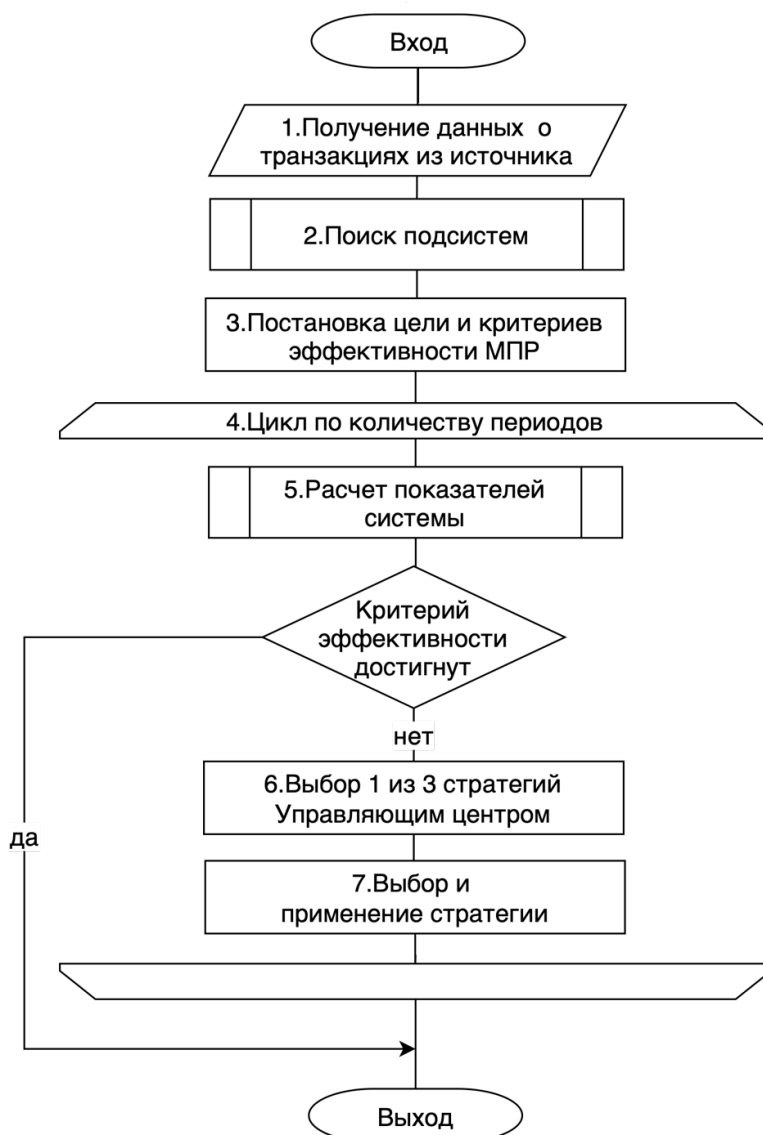 Вход
1.Получение данных о
транзакциях из источника
2.Поиск подсистем
3.Постановка цели и критериев
эффективности МПР
4.Цикл по количеству периодов
5.Расчет показателей
системы
Критерий
эффективности
достигнут
нет
6.Выбор 1 из 3 стратегий
Управляющим центром
да
7.Выбор и
применение стратегии
Выход